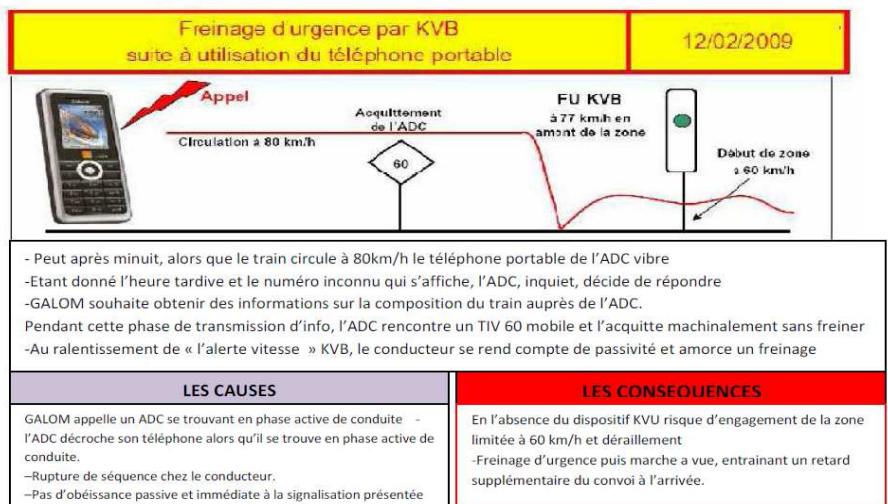 Freinage d'urgence par KVB
suite à utilisation du téléphone portable
12/02/2009
Appel
Circulation à 80 km/h
Acquittement
de l'ADC
60
FU KVB
à 77 km/h en
amont de la zone
Début de zone
à 60 km/h
- Peut après minuit, alors que le train circule à 80km/h le téléphone portable de l'ADC vibre
-Etant donné l'heure tardive et le numéro inconnu qui s'affiche, l'ADC, inquiet, décide de répondre
-GALOM souhaite obtenir des informations sur la composition du train auprès de l'ADC.
Pendant cette phase de transmission d'info, l'ADC rencontre un TIV 60 mobile et l'acquitte machinalement sans freiner
-Au ralentissement de « l'alerte vitesse » KVB, le conducteur se rend compte de passivité et amorce un freinage
LES CAUSES
GALOM appelle un ADC se trouvant en phase active de conduite -
l'ADC décroche son téléphone alors qu'il se trouve en phase active de
conduite.
–Rupture de séquence chez le conducteur.
–Pas d'obéissance passive et immédiate à la signalisation présentée
LES CONSEQUENCES
En l'absence du dispositif KVU risque d'engagement de la zone
limitée à 60 km/h et déraillement
-Freinage d'urgence puis marche a vue, entrainant un retard
supplémentaire du convoi à l'arrivée.